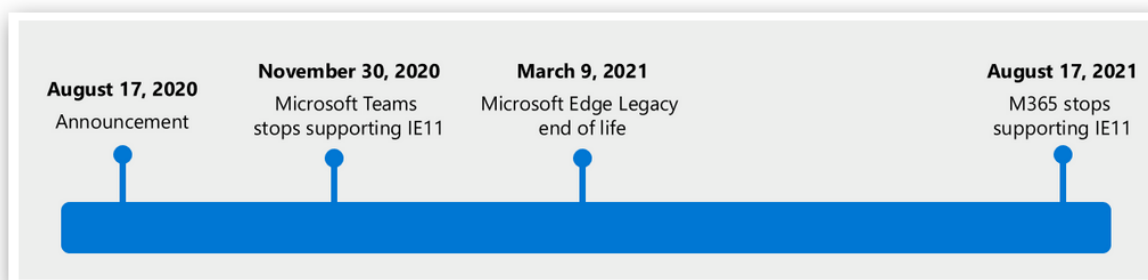 August 17, 2020
Announcement
November 30, 2020
Microsoft Teams
stops supporting IE11
March 9, 2021
Microsoft Edge Legacy
end of life
August 17, 2021
M365 stops
supporting IE11